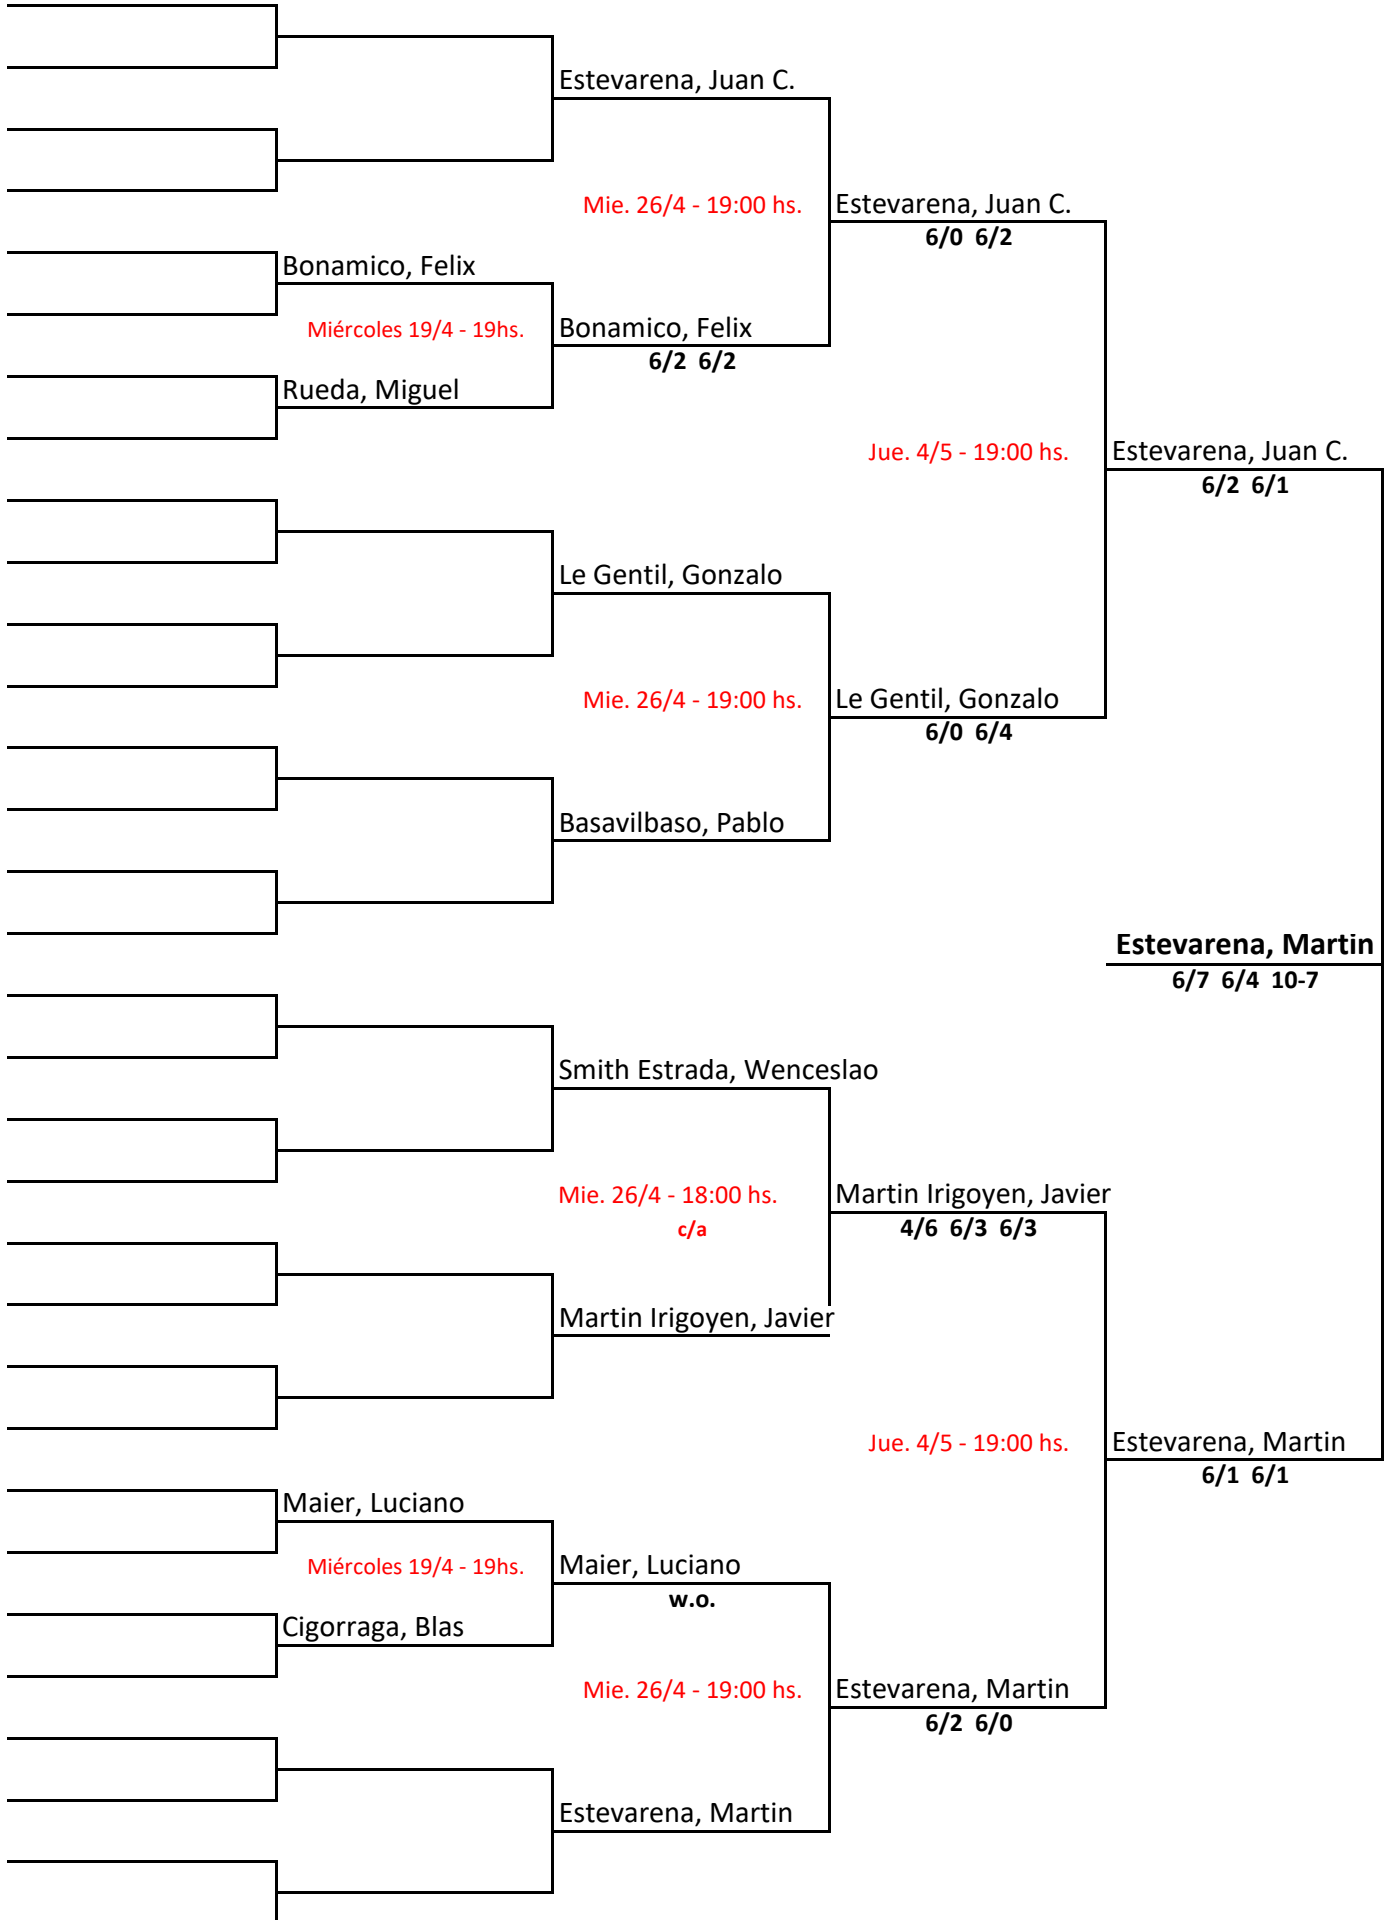 Estevarena, Juan C.
Mie. 26/4 - 19:00 hs.
Estevarena, Juan C.
6/0 6/2
Bonamico, Felix
Miércoles 19/4 - 19hs.
Bonamico, Felix
6/2 6/2
Rueda, Miguel
Jue. 4/5 - 19:00 hs.
Estevarena, Juan C.
6/2 6/1
Le Gentil, Gonzalo
Mie. 26/4 - 19:00 hs.
Le Gentil, Gonzalo
6/0 6/4
Basavilbaso, Pablo
Estevarena, Martin
6/7 6/4 10-7
Smith Estrada, Wenceslao
Mie. 26/4 - 18:00 hs.
c/a
Martin Irigoyen, Javier
4/6 6/3 6/3
Martin Irigoyen, Javier
Jue. 4/5 - 19:00 hs.
Estevarena, Martin
6/1 6/1
Maier, Luciano
Miércoles 19/4 - 19hs.
Maier, Luciano
w.o.
Cigorraga, Blas
Mie. 26/4 - 19:00 hs.
Estevarena, Martin
6/2 6/0
Estevarena, Martin